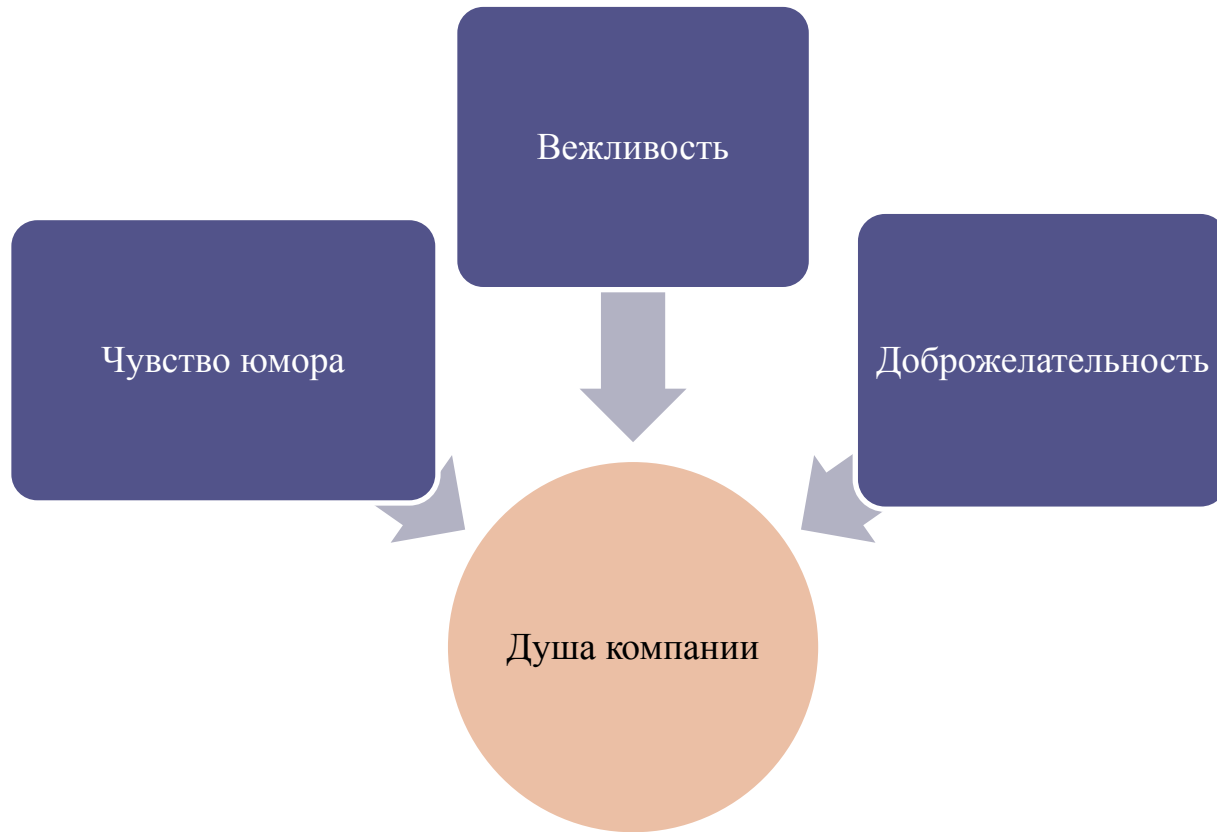 Вежливость
Чувство юмора
Доброжелательность
Душа компании